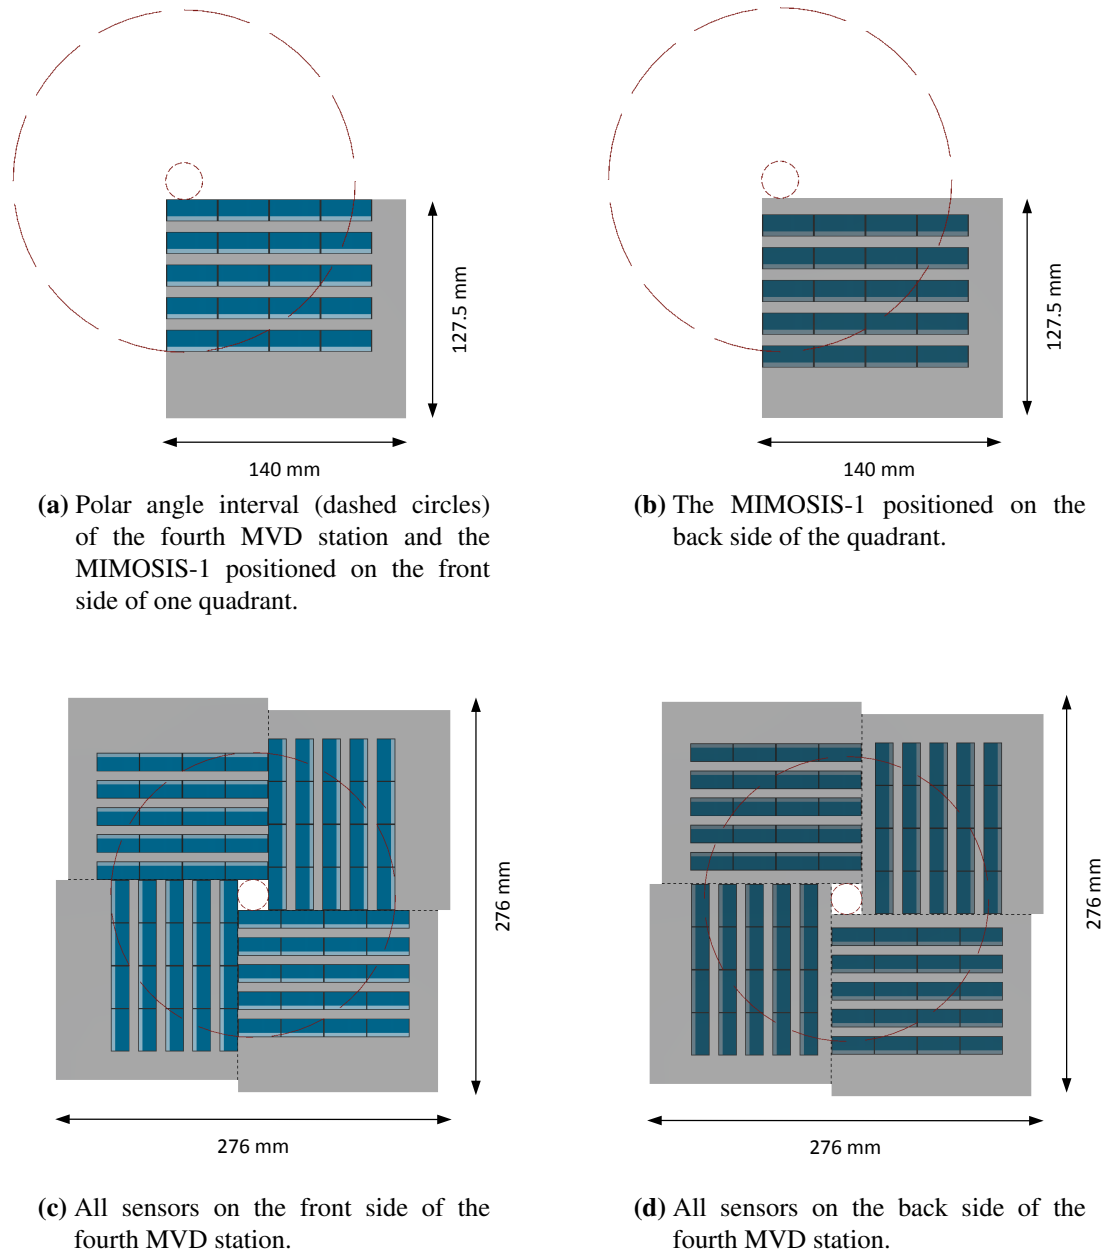 127.5 mm
140 mm
127.5 mm
140 mm
(a) Polar angle interval (dashed circles)
of the fourth MVD station and the
MIMOSIS-1 positioned on the front
side of one quadrant.
(b) The MIMOSIS-1 positioned on the
back side of the quadrant.
276 mm
276 mm
276 mm
276 mm
(c) All sensors on the front side of the
fourth MVD station.
(d) All sensors on the back side of the
fourth MVD station.